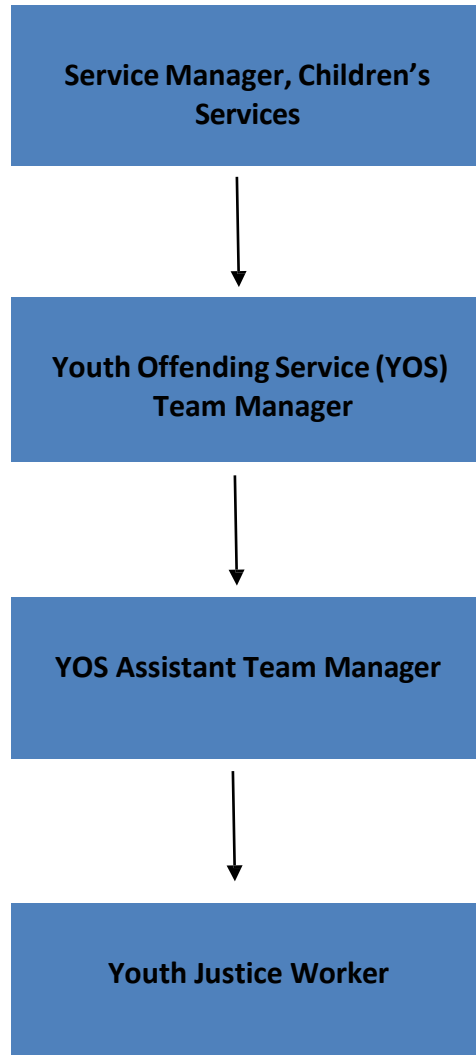 Service Manager, Children’s
Services
Youth Offending Service (YOS)
Team Manager
YOS Assistant Team Manager
Youth Justice Worker